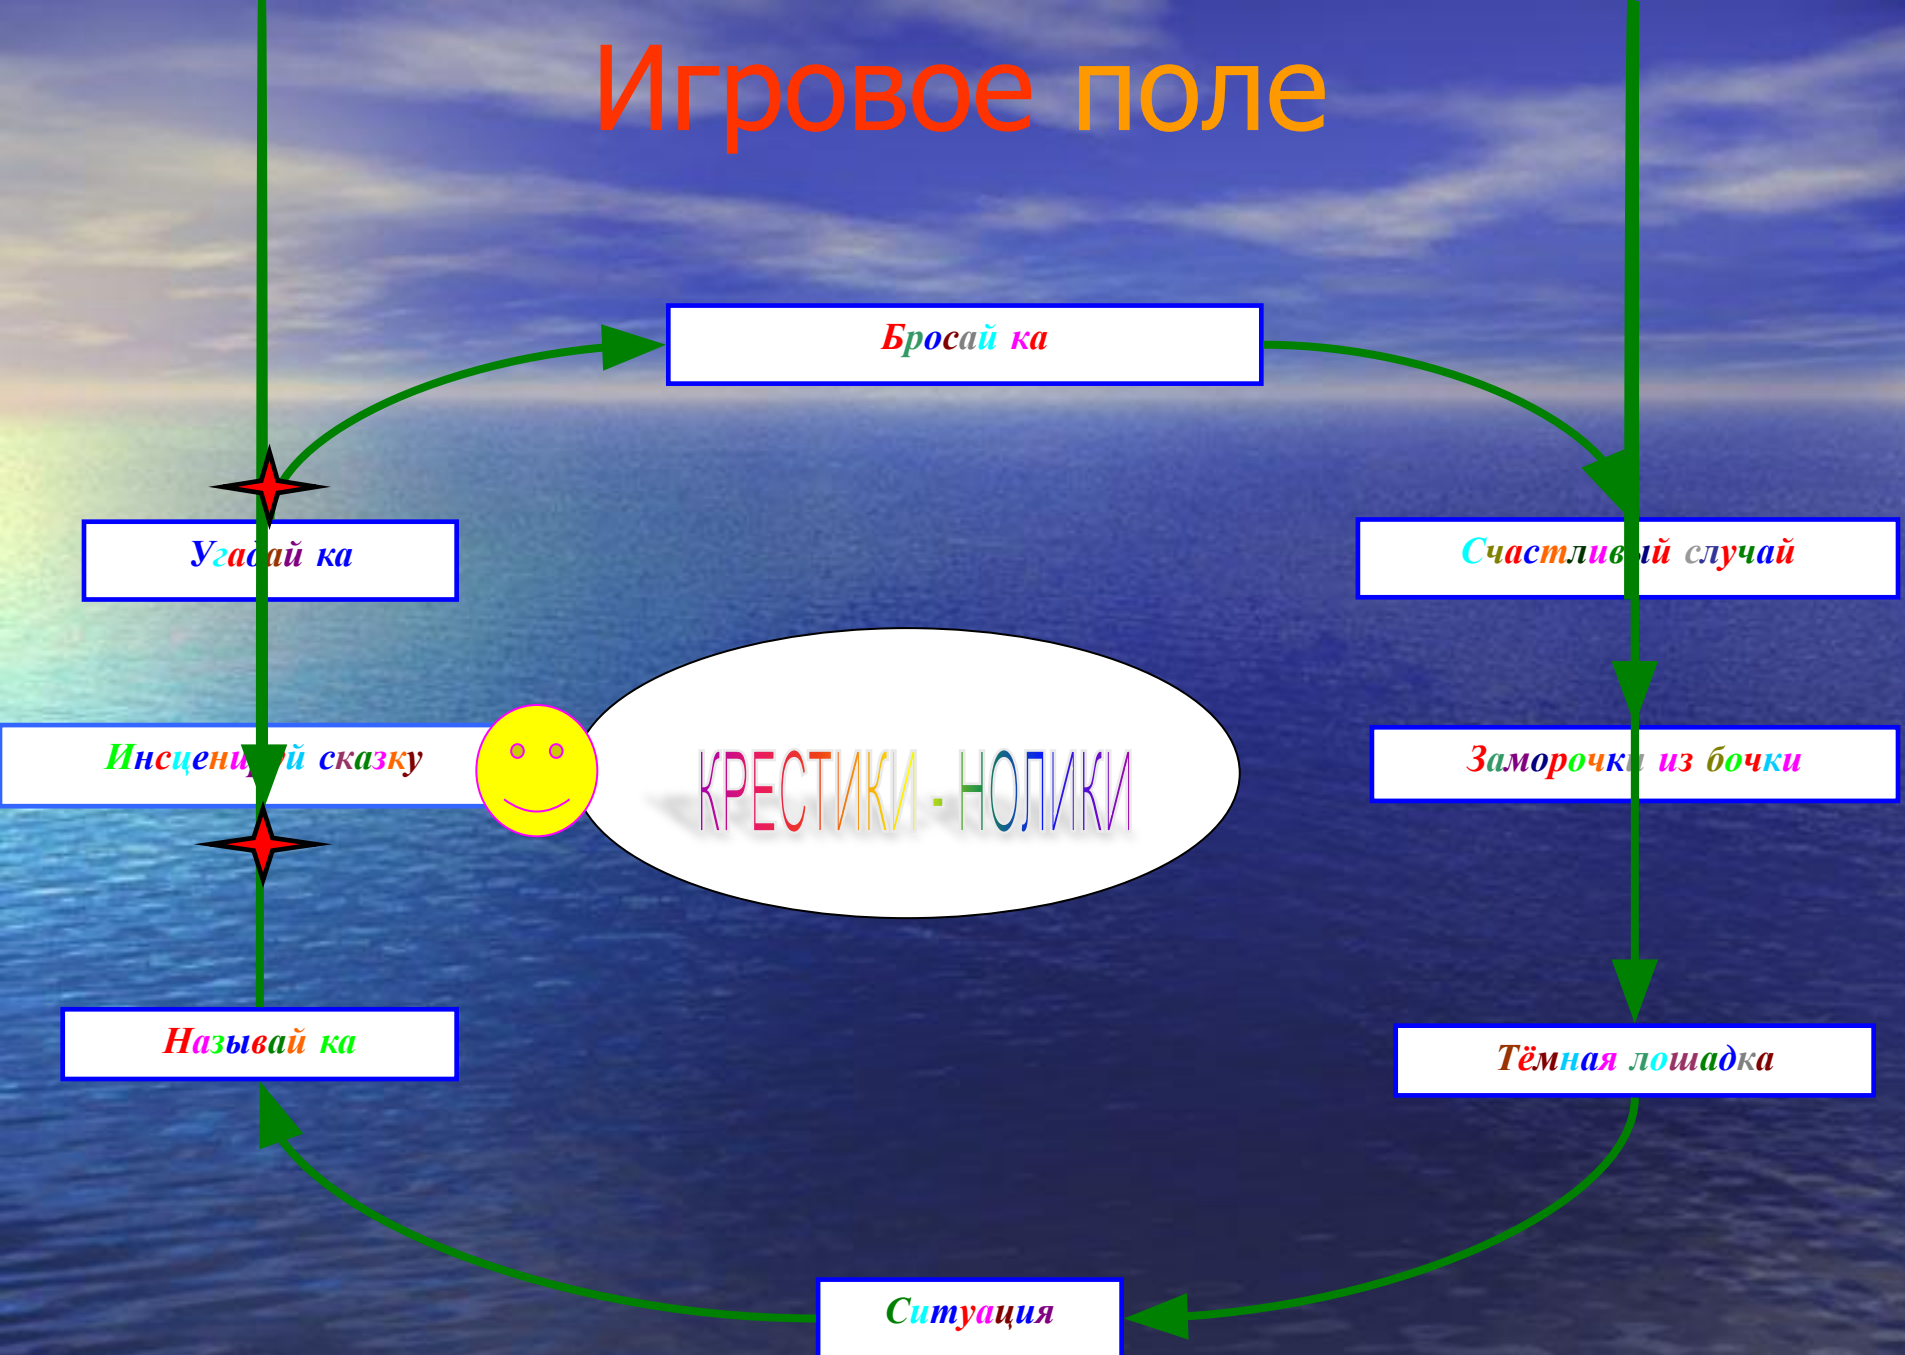 Игровое поле
Бросай ка
Угадай ка
Счастливый случай
Инсценируй сказку
КРЕСТИКИ - НОЛИКИ
Заморочки из бочки
Называй ка
Тёмная лошадка
Ситуация